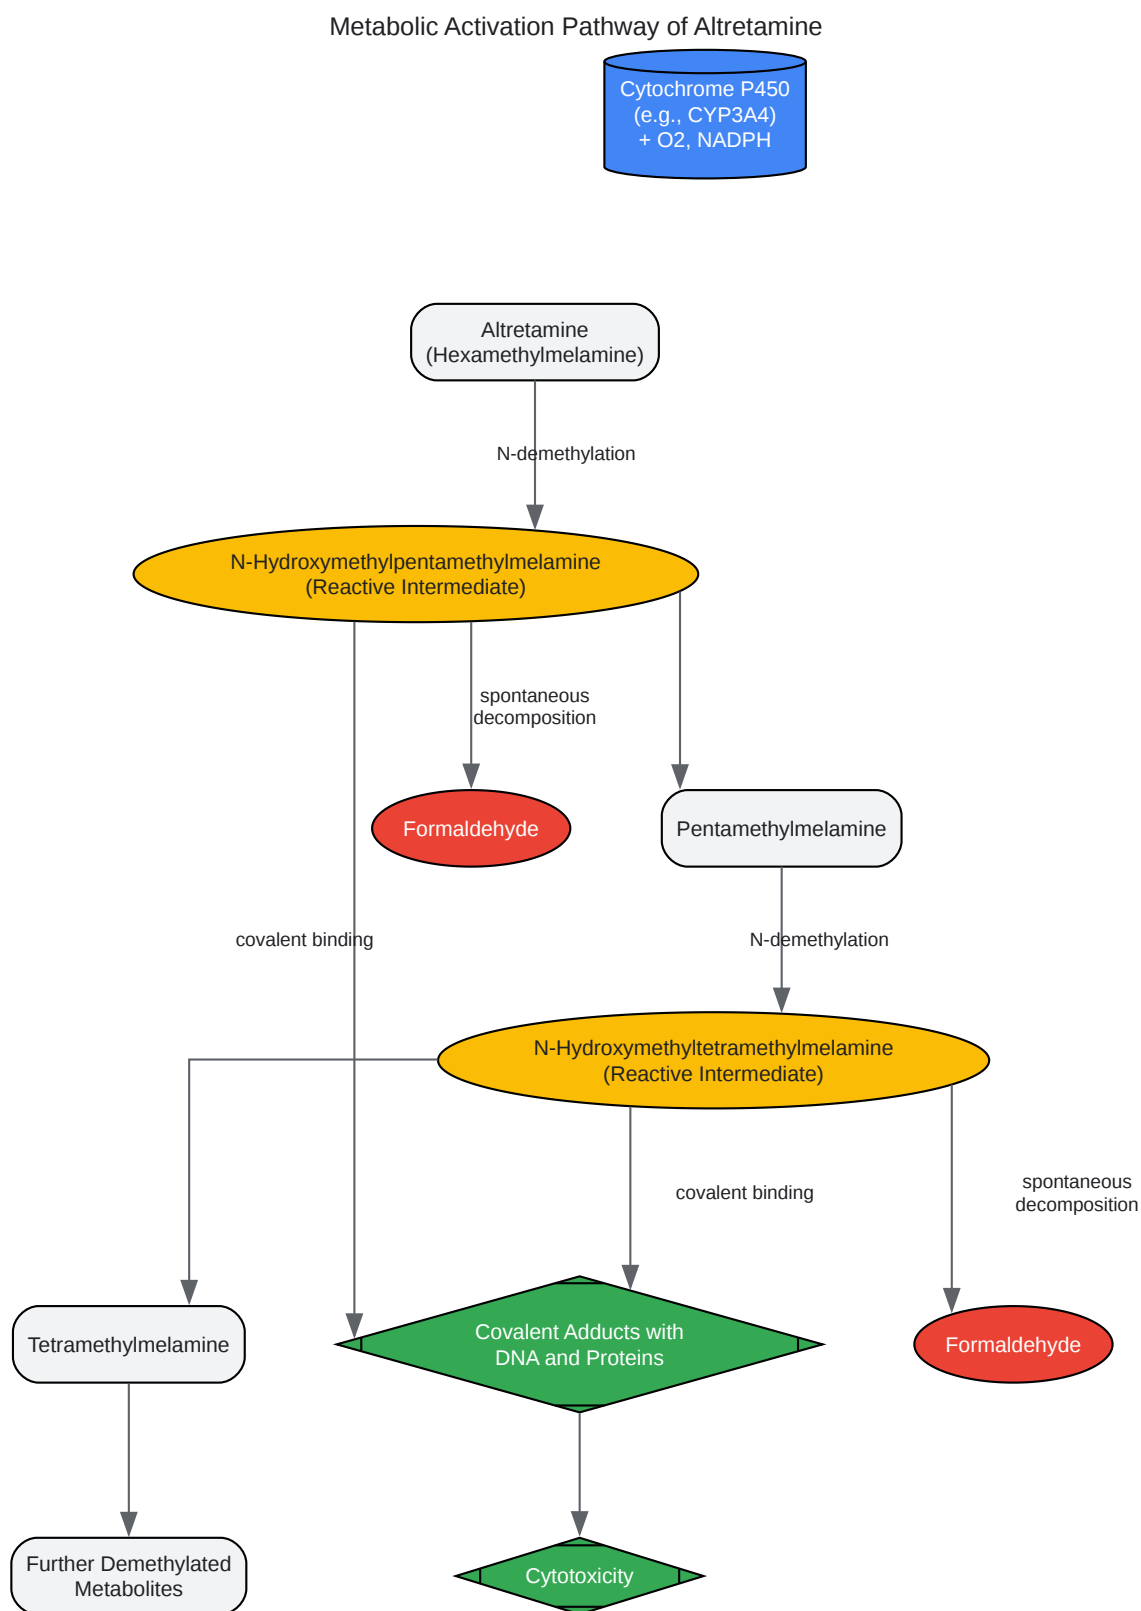 Metabolic Activation Pathway of Altretamine
Cytochrome P450
(e.g., CYP3A4)
+ O2, NADPH
Altretamine
(Hexamethylmelamine)
N-demethylation
N-Hydroxymethylpentamethylmelamine
(Reactive Intermediate)
spontaneous
decomposition
Formaldehyde
Pentamethylmelamine
covalent binding
N-demethylation
N-Hydroxymethyltetramethylmelamine
(Reactive Intermediate)
covalent binding
spontaneous
decomposition
Tetramethylmelamine
Covalent Adducts with
DNA and Proteins
Formaldehyde
Further Demethylated
Metabolites
Cytotoxicity